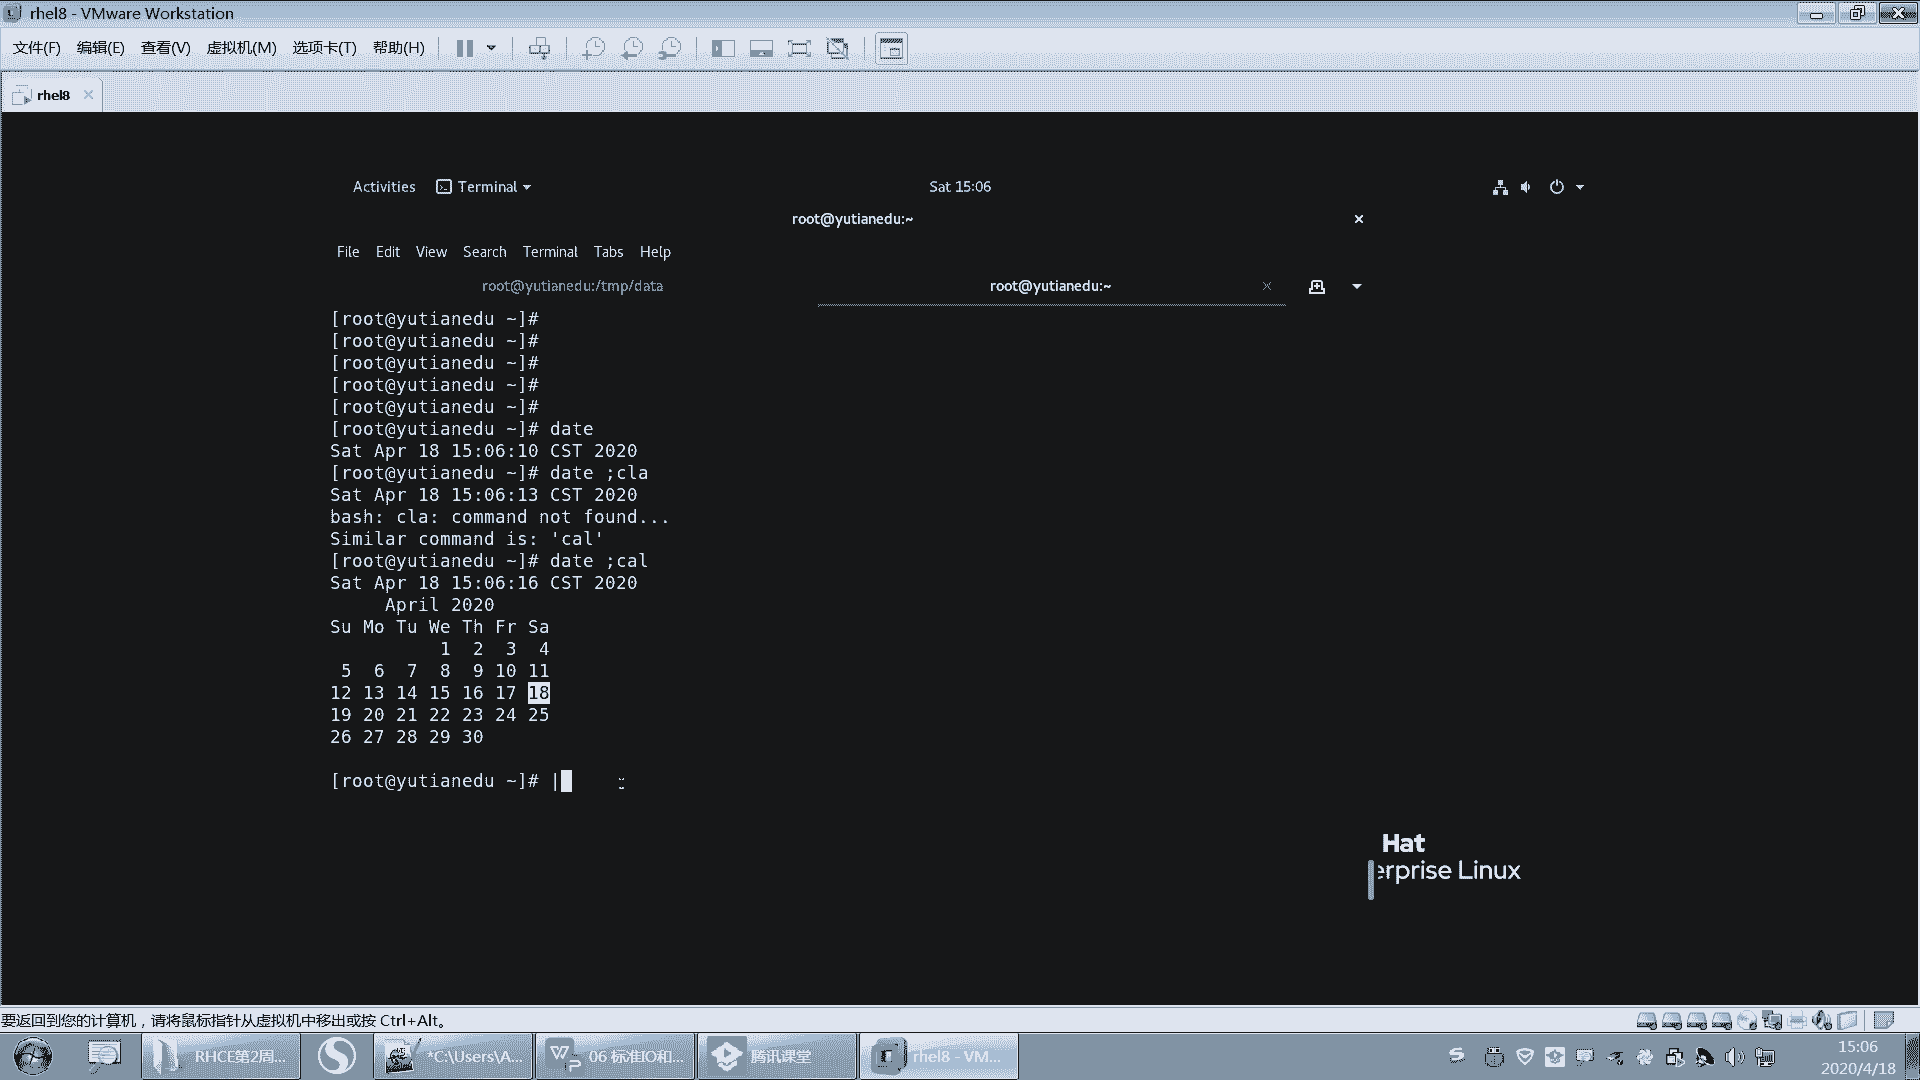 rhel8 - VMware Workstation
文件(F) 编辑(E) 查看(V) 虚拟机(M) 选项卡(T) 帮助(H)
rhel8
Activities Terminal Sat 15:06
root@yutianedu:~
File Edit View Search Terminal Tabs Help
root@yutianedu:/tmp/data root@yutianedu:~
[root@yutianedu ~]#
[root@yutianedu ~]#
[root@yutianedu ~]#
[root@yutianedu ~]#
[root@yutianedu ~]#
[root@yutianedu ~]# date
Sat Apr 18 15:06:10 CST 2020
[root@yutianedu ~]# date ;cla
Sat Apr 18 15:06:13 CST 2020
bash: cla: command not found...
Similar command is: 'cal'
[root@yutianedu ~]# date ;cal
Sat Apr 18 15:06:16 CST 2020
April 2020
Su Mo Tu We Th Fr Sa
1 2 3 4
5 6 7 8 9 10 11
12 13 14 15 16 17 18
19 20 21 22 23 24 25
26 27 28 29 30
[root@yutianedu ~]# |
Hat
erprise Linux
要返回到您的计算机，请将鼠标指针从虚拟机中移出或按 Ctrl+Alt。
RHCE第2周... *C:\Users\A... 06 标准IO和... 腾讯课堂 rhel8 - VM... 15:06
2020/4/18